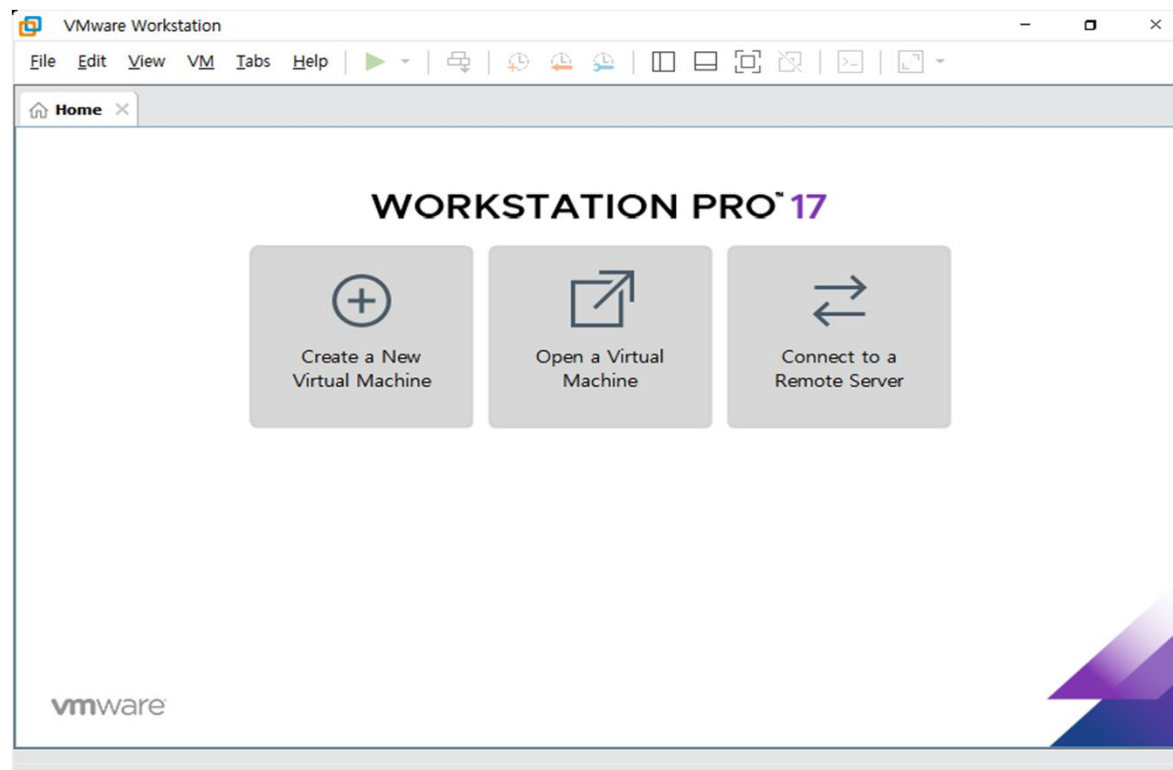 VMware Workstation
File Edit View VM Tabs Help
Home
WORKSTATION PRO™ 17
Create a New
Virtual Machine
Open a Virtual
Machine
Connect to a
Remote Server
vmware